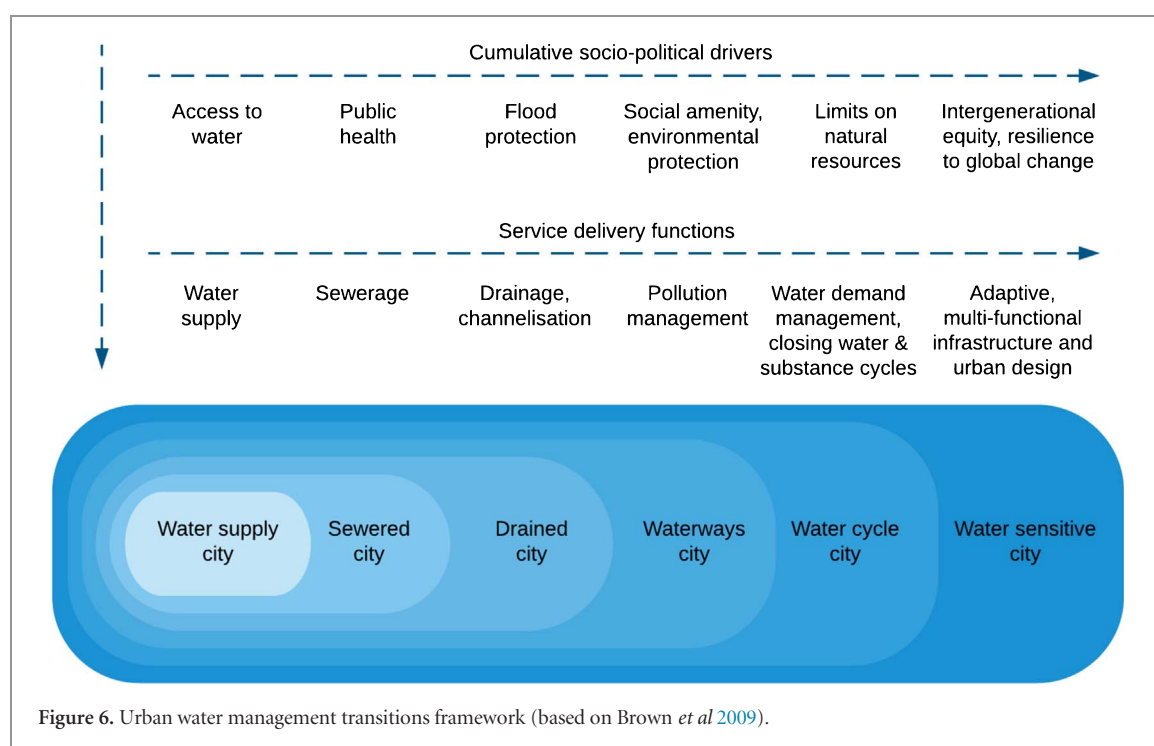 Cumulative socio-political drivers
Access to
water
Public
health
Flood
protection
Social amenity,
environmental
protection
Limits on
natural
resources
Intergenerational
equity, resilience
to global change
Service delivery functions
Water
supply
Sewerage
Drainage,
channelisation
Pollution
management
Water demand
management,
closing water &
substance cycles
Adaptive,
multi-functional
infrastructure and
urban design
Water supply
city
Sewered
city
Drained
city
Waterways
city
Water cycle
city
Water sensitive
city
Figure 6. Urban water management transitions framework (based on Brown et al 2009).